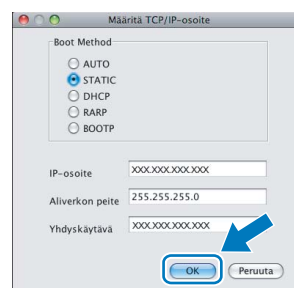 Määritä TCP/IP-osoite
Boot Method
AUTO
STATIC
DHCP
RARP
BOOTP
IP-osoite XXX.XXX.XXX.XXX
Aliverkon peite 255.255.255.0
Yhdyskäytävä XXX.XXX.XXX.XXX
OK Peruuta